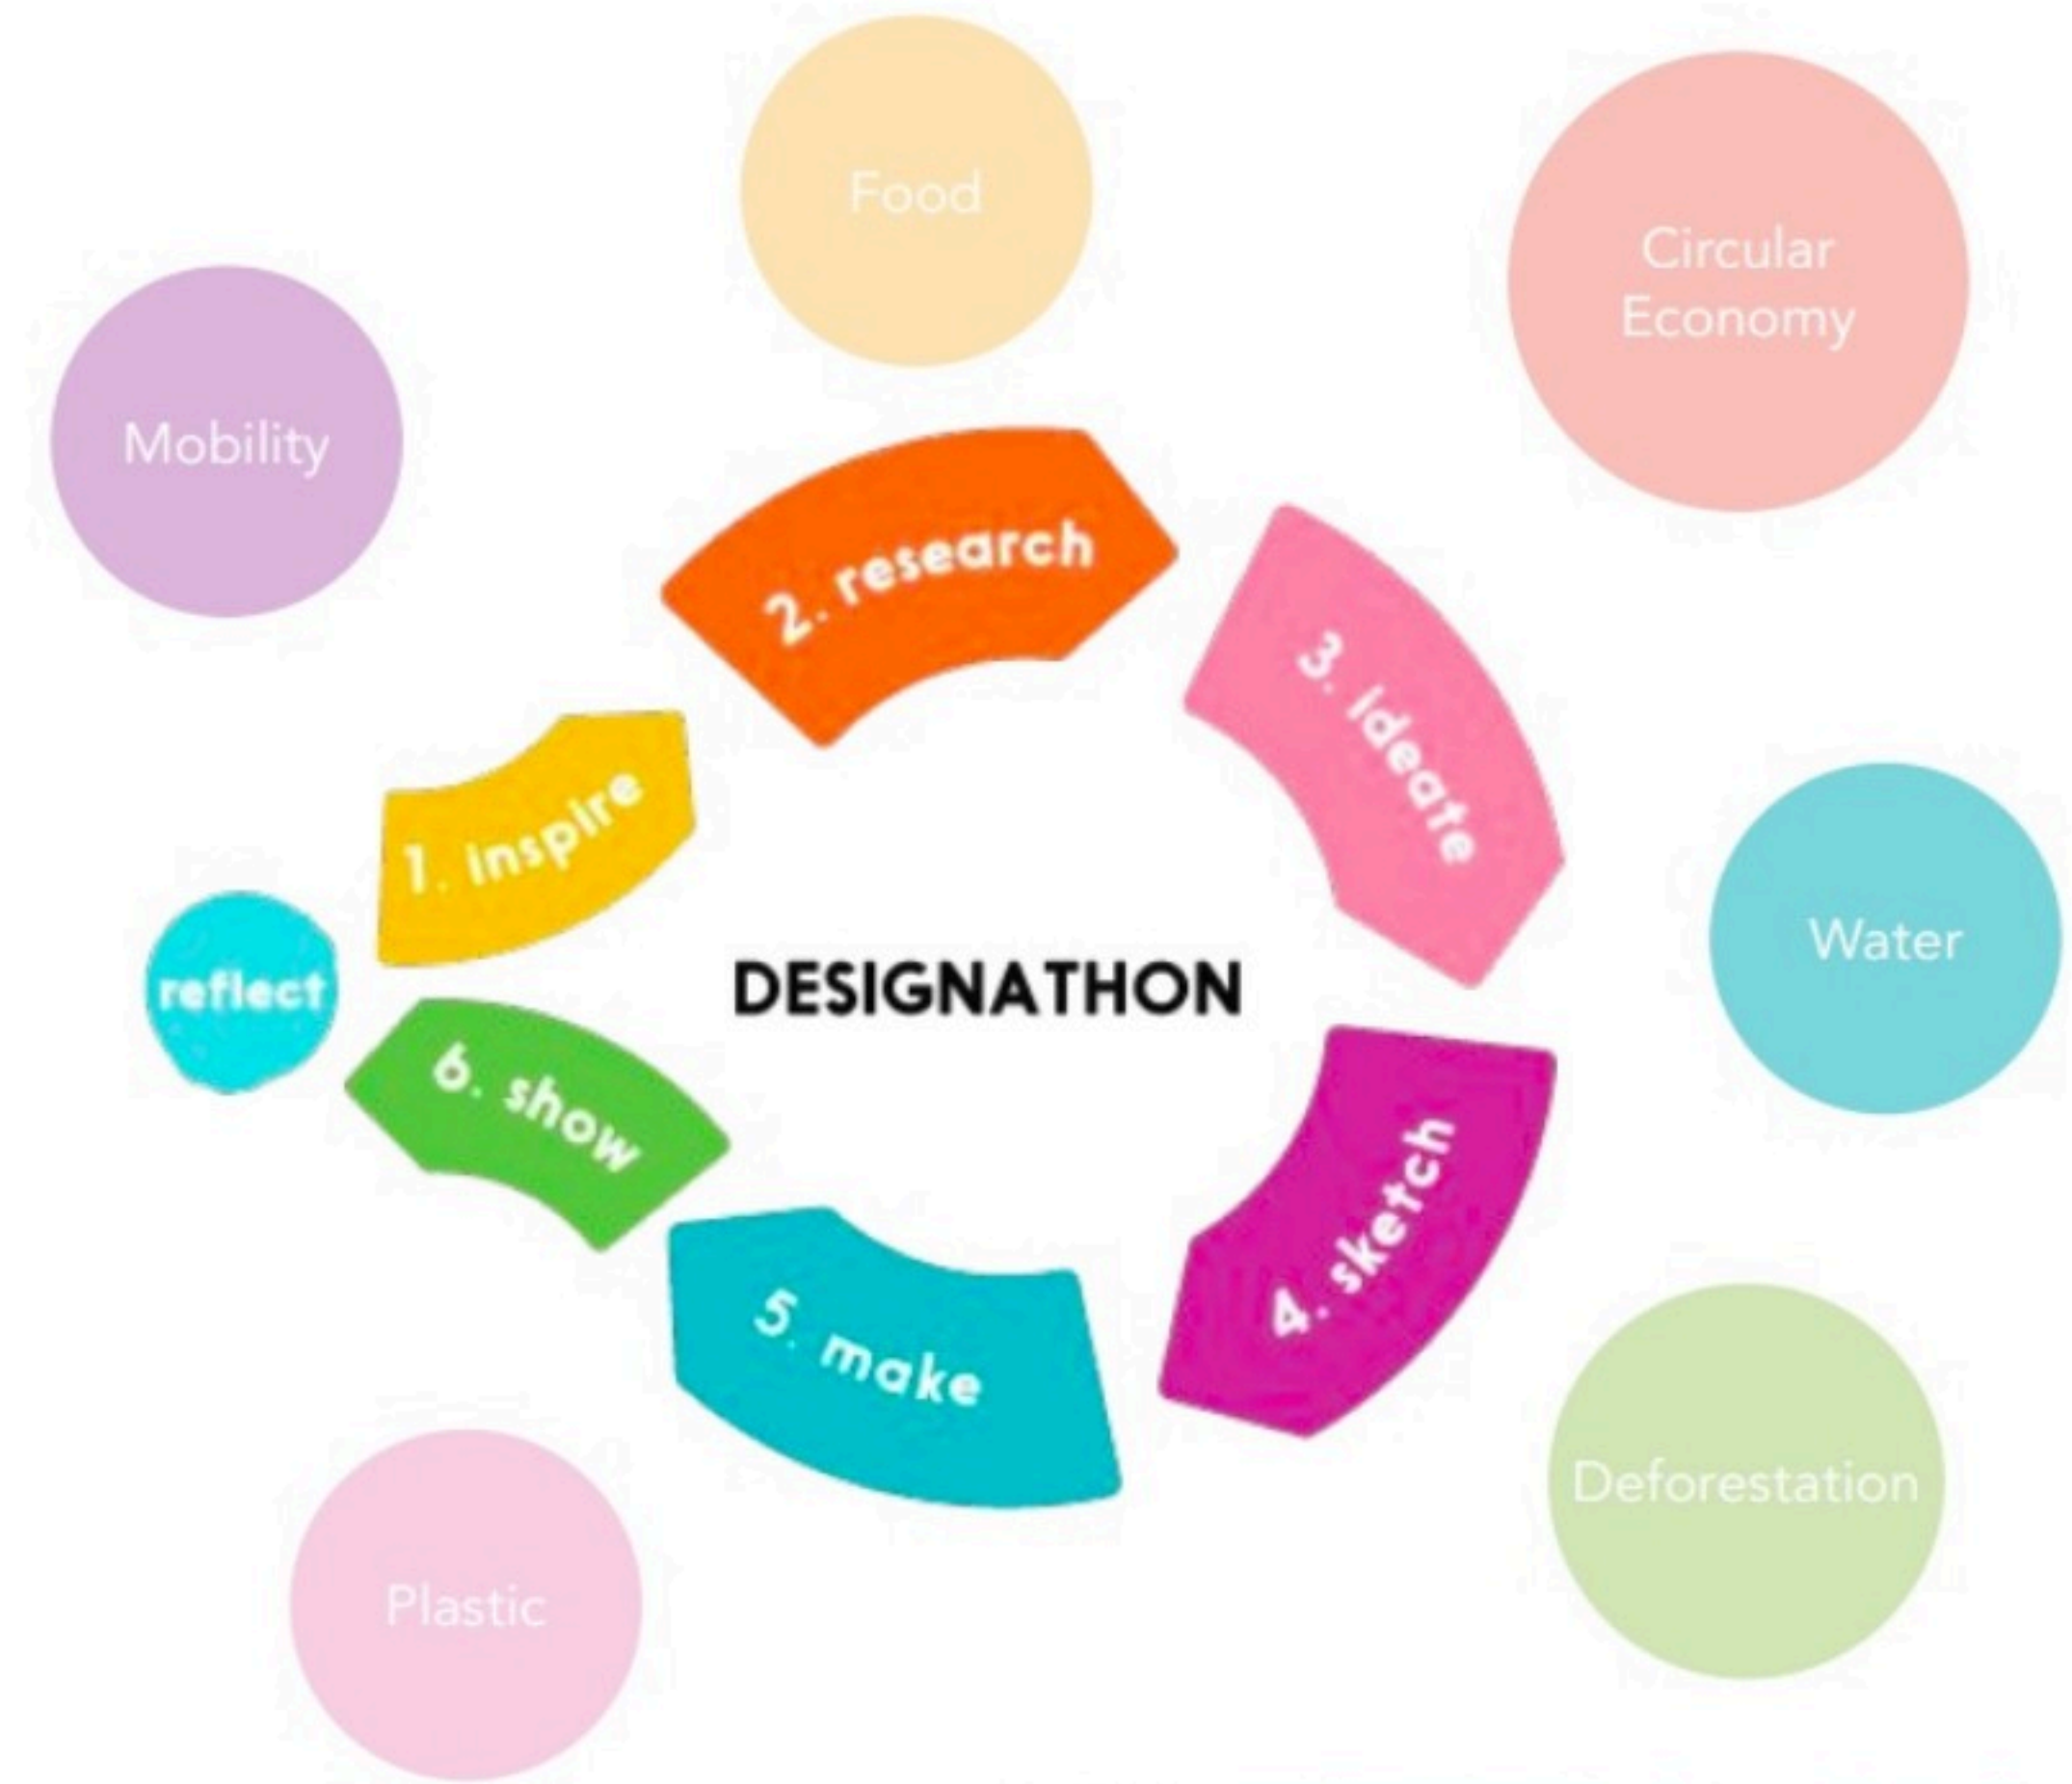 Food
Circular
Economy
Mobility
2. research
3. ideate
1. inspire
Water
reflect
DESIGNATHON
6. show
4. sketch
5. make
Deforestation
Plastic